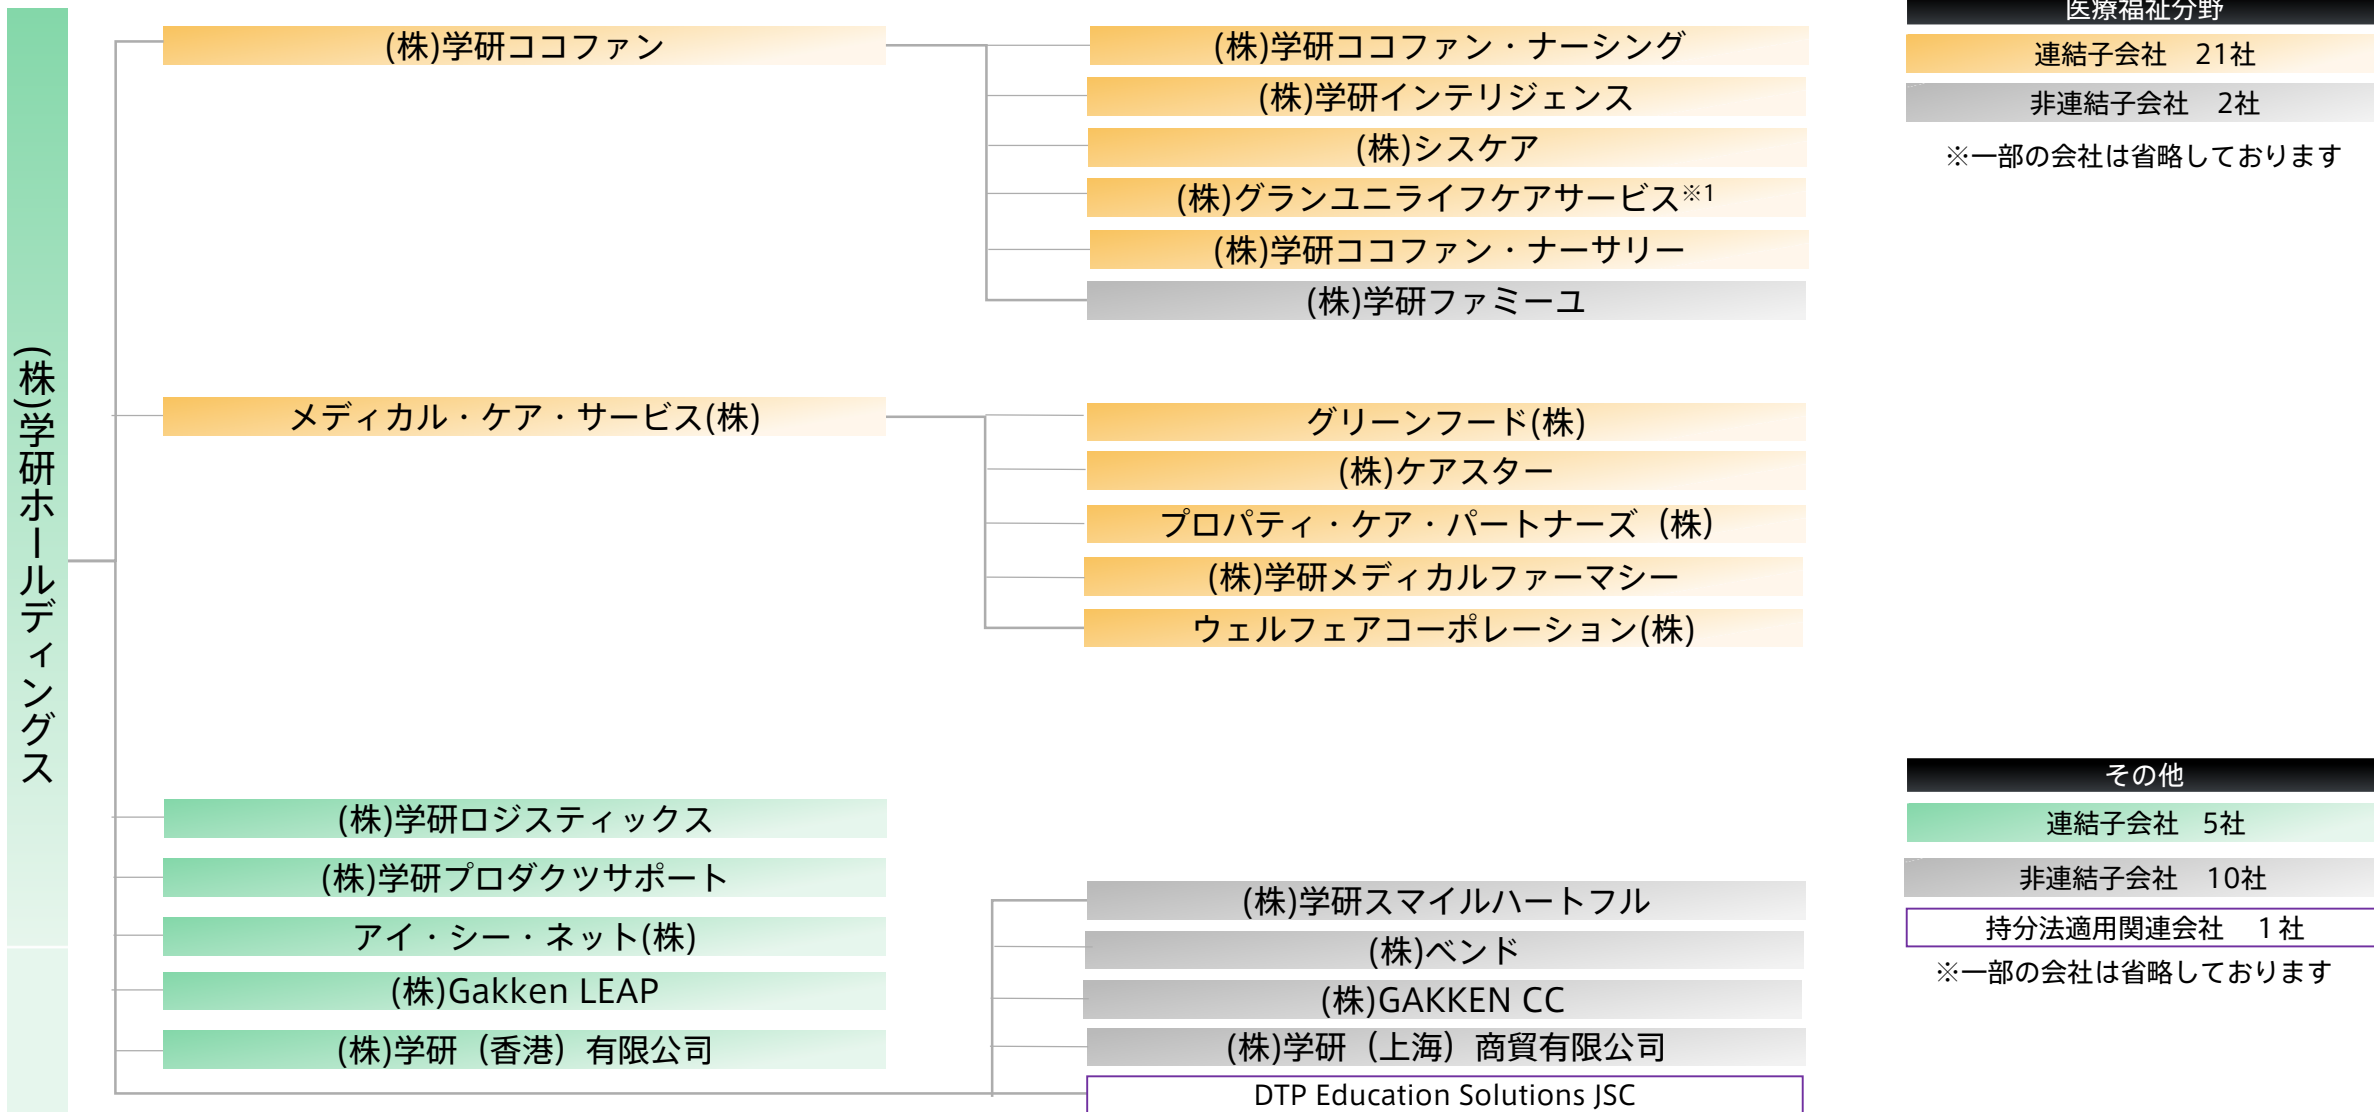 (株)学研ホールディングス
(株)学研ココファン
(株)学研ココファン・ナーシング
(株)学研インテリジェンス
(株)シスケア
(株)グランユニライフケアサービス※1
(株)学研ココファン・ナーサリー
(株)学研ファミーユ
メディカル・ケア・サービス(株)
グリーンフード(株)
(株)ケアスター
プロパティ・ケア・パートナーズ（株）
(株)学研メディカルファーマシー
ウェルフェアコーポレーション(株)
(株)学研ロジスティックス
(株)学研プロダクツサポート
アイ・シー・ネット(株)
(株)Gakken LEAP
(株)学研（香港）有限公司
(株)学研スマイルハートフル
(株)ベンド
(株)GAKKEN CC
(株)学研（上海）商貿有限公司
DTP Education Solutions JSC
医療福祉分野
連結子会社　21社
非連結子会社　2社
※一部の会社は省略しております
その他
連結子会社　5社
非連結子会社　10社
持分法適用関連会社　１社
※一部の会社は省略しております